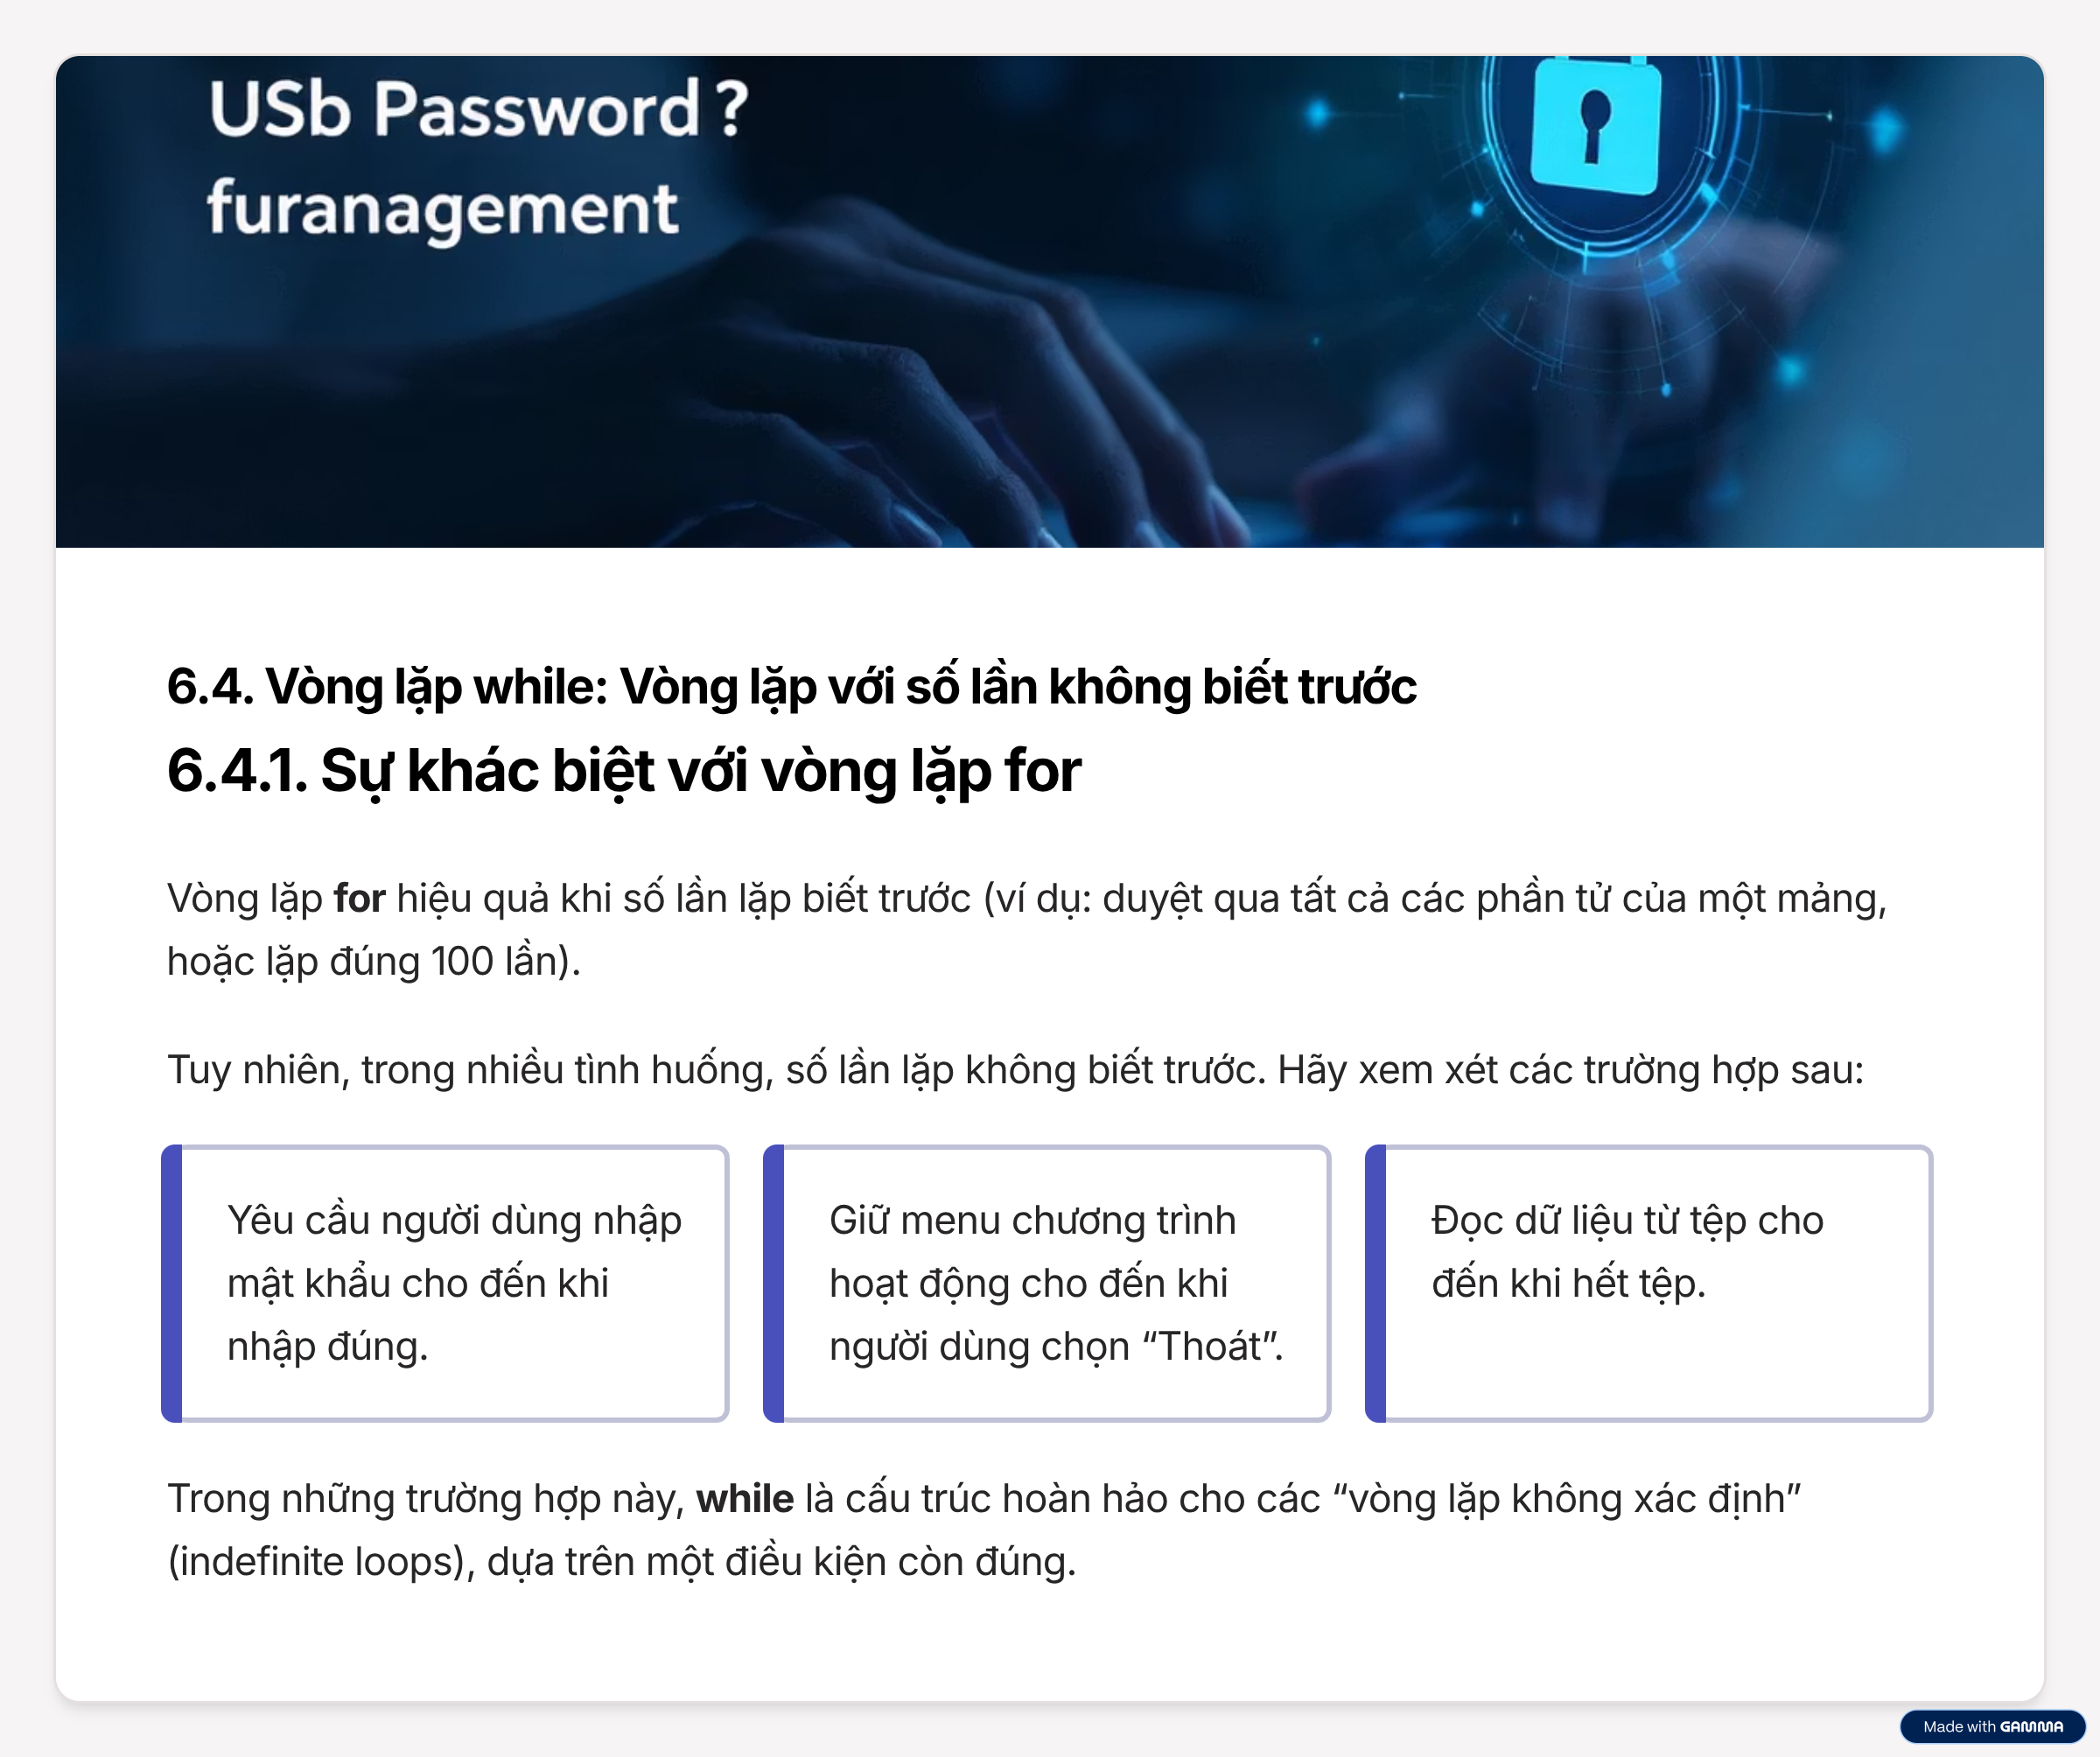 USb Password ?
furanagement
6.4. Vòng lặp while: Vòng lặp với số lần không biết trước
6.4.1. Sự khác biệt với vòng lặp for
Vòng lặp for hiệu quả khi số lần lặp biết trước (ví dụ: duyệt qua tất cả các phần tử của một mảng,
hoặc lặp đúng 100 lần).
Tuy nhiên, trong nhiều tình huống, số lần lặp không biết trước. Hãy xem xét các trường hợp sau:
Yêu cầu người dùng nhập
mật khẩu cho đến khi
nhập đúng.
Giữ menu chương trình
hoạt động cho đến khi
người dùng chọn “Thoát”.
Đọc dữ liệu từ tệp cho
đến khi hết tệp.
Trong những trường hợp này, while là cấu trúc hoàn hảo cho các “vòng lặp không xác định”
(indefinite loops), dựa trên một điều kiện còn đúng.
Made with GAMMA